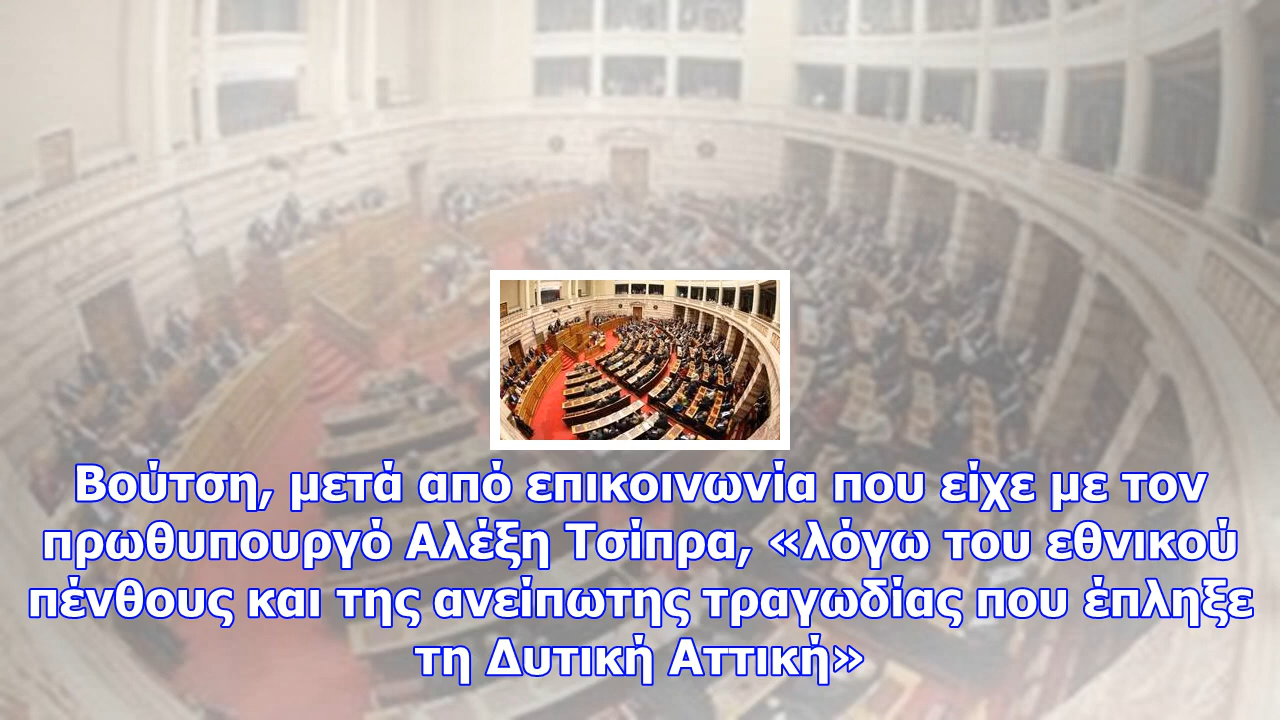 Βούτση, μετά από επικοινωνία που είχε με τον
πρωθυπουργό Αλέξη Τσίπρα, «λόγω του εθνικού
πένθους και της ανείπωτης τραγωδίας που έπληξε
τη Δυτική Αττική»